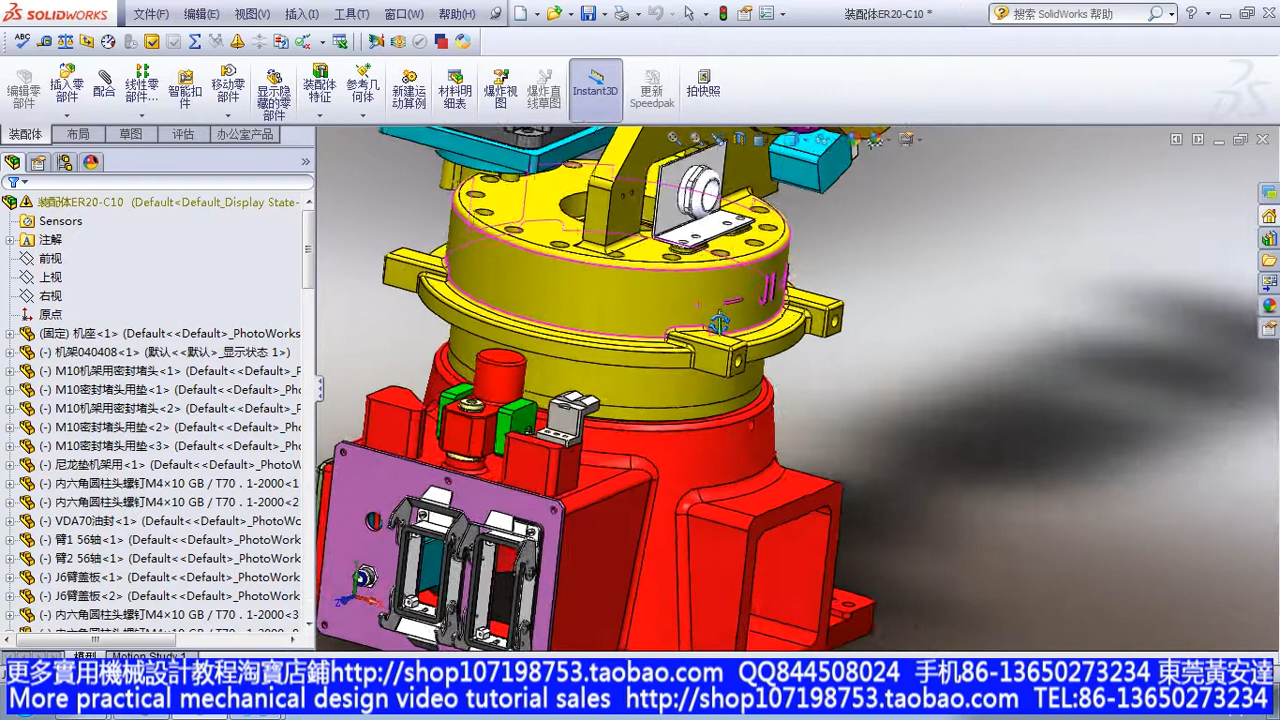 SOLIDWORKS 文件(F) 编辑(E) 视图(V) 插入(I) 工具(T) 窗口(W) 帮助(H) 装配体ER20-C10 * 搜索 SolidWorks 帮助
编辑零部件 插入零部件 配合 线性零部件... 智能扣件 移动零部件 显示隐藏的零部件 装配体特征 参考几何体 新建运动算例 材料明细表 爆炸视图 爆炸直线草图 Instant3D 更新Speedpak 拍快照
装配体 布局 草图 评估 办公室产品
装配体ER20-C10 (Default<Default_Display State-
Sensors
注解
前视
上视
右视
原点
(固定) 机座<1> (Default<<Default>_PhotoWorks
(-) 机架040408<1> (默认<<默认>_显示状态 1>)
(-) M10机架用密封堵头<1> (Default<<Default>
(-) M10密封堵头用垫<1> (Default<<Default>_P
(-) M10机架用密封堵头<2> (Default<<Default>
(-) M10密封堵头用垫<2> (Default<<Default>_P
(-) M10密封堵头用垫<3> (Default<<Default>_P
(-) 尼龙垫机架用<1> (Default<<Default>_Photo
(-) 内六角圆柱头螺钉M4×10 GB / T70．1-2000<1
(-) 内六角圆柱头螺钉M4×10 GB / T70．1-2000<2
(-) VDA70油封<1> (Default<<Default>_PhotoWo
(-) 臂1 56轴<1> (Default<<Default>_PhotoWor
(-) 臂2 56轴<1> (Default<<Default>_PhotoWor
(-) J6臂盖板<1> (Default<<Default>_PhotoWork
(-) J6臂盖板<2> (Default<<Default>_PhotoWork
(-) 内六角圆柱头螺钉M4×10 GB / T70．1-2000<3
模型 Motion Study 1
更多實用機械設計教程淘寶店鋪http://shop107198753.taobao.com QQ844508024 手机86-13650273234 東莞黃安達
More practical mechanical design video tutorial sales http://shop107198753.taobao.com TEL:86-13650273234